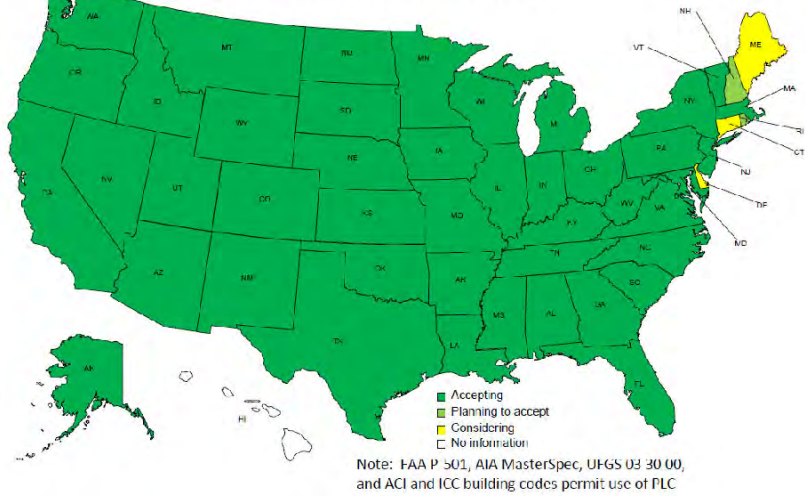 NH
WA
ME
VT
MT
ND
MN
OR
MA
ID
SD
WI
NY
MI
WY
RI
CT
IA
PA
NE
NV
OH
NJ
IL
IN
UT
CA
CO
DE
WV
VA
KS
MO
KY
MD
NC
TN
OK
AZ
NM
AR
SC
MS
AL
GA
TX
LA
AK
FL
HI
Accepting
Planning to accept
Considering
No information
Note: FAA P-501, AIA MasterSpec, UFGS 03 30 00,
and ACI and ICC building codes permit use of PLC